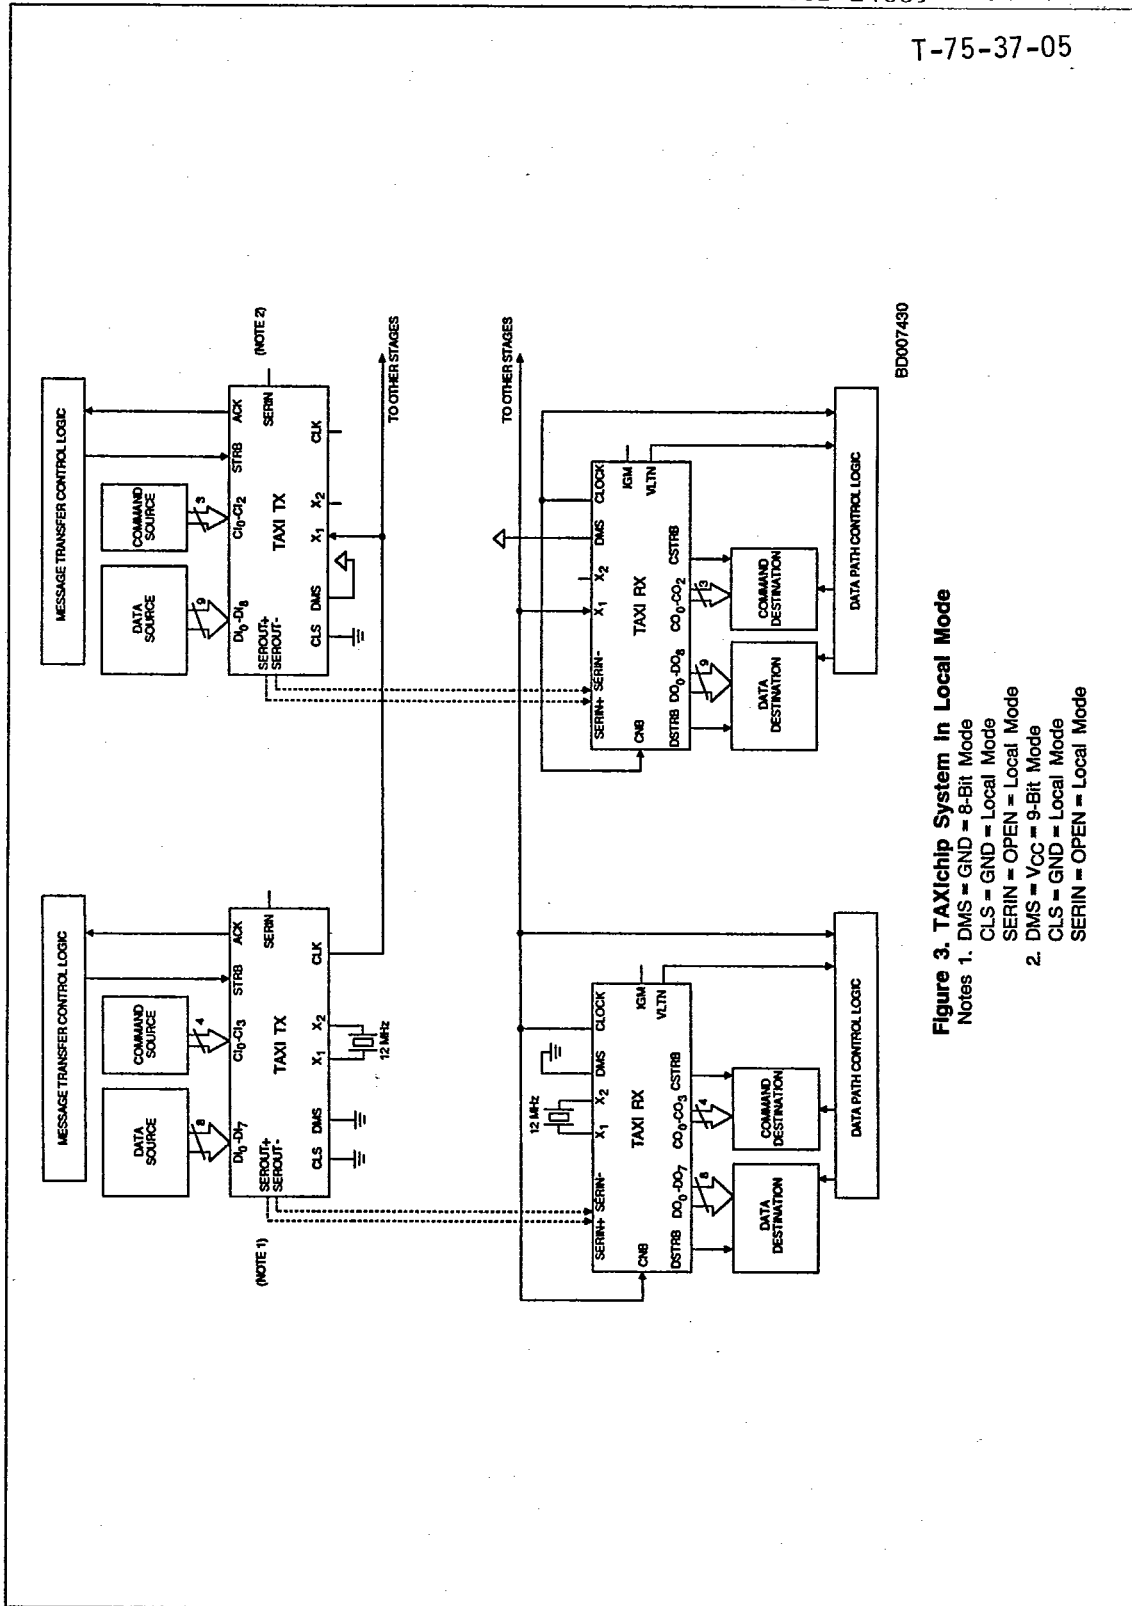 T-75-37-05
MESSAGE TRANSFER CONTROL LOGIC
DATA
SOURCE
COMMAND
SOURCE
8
4
DI0-DI7
CI0-CI3
STRB
ACK
SEROUT+
SEROUT-
TAXI TX
SERIN
CLS
DMS
X1
X2
CLK
12 MHz
(NOTE 1)
MESSAGE TRANSFER CONTROL LOGIC
DATA
SOURCE
COMMAND
SOURCE
9
3
DI0-DI8
CI0-CI2
STRB
ACK
SEROUT+
SEROUT-
TAXI TX
SERIN
(NOTE 2)
CLS
DMS
X1
X2
CLK
TO OTHER STAGES
12 MHz
SERIN+
SERIN-
X1
X2
DMS
CLOCK
CNB
TAXI RX
IGM
VLTN
DSTRB
DO0-DO7
CO0-CO3
CSTRB
8
4
DATA
DESTINATION
COMMAND
DESTINATION
DATA PATH CONTROL LOGIC
TO OTHER STAGES
SERIN+
SERIN-
X1
X2
DMS
CLOCK
CNB
TAXI RX
IGM
VLTN
DSTRB
DO0-DO8
CO0-CO2
CSTRB
9
3
DATA
DESTINATION
COMMAND
DESTINATION
DATA PATH CONTROL LOGIC
BD007430
Figure 3. TAXIchip System in Local Mode
Notes 1. DMS = GND = 8-Bit Mode
CLS = GND = Local Mode
SERIN = OPEN = Local Mode
2. DMS = VCC = 9-Bit Mode
CLS = GND = Local Mode
SERIN = OPEN = Local Mode